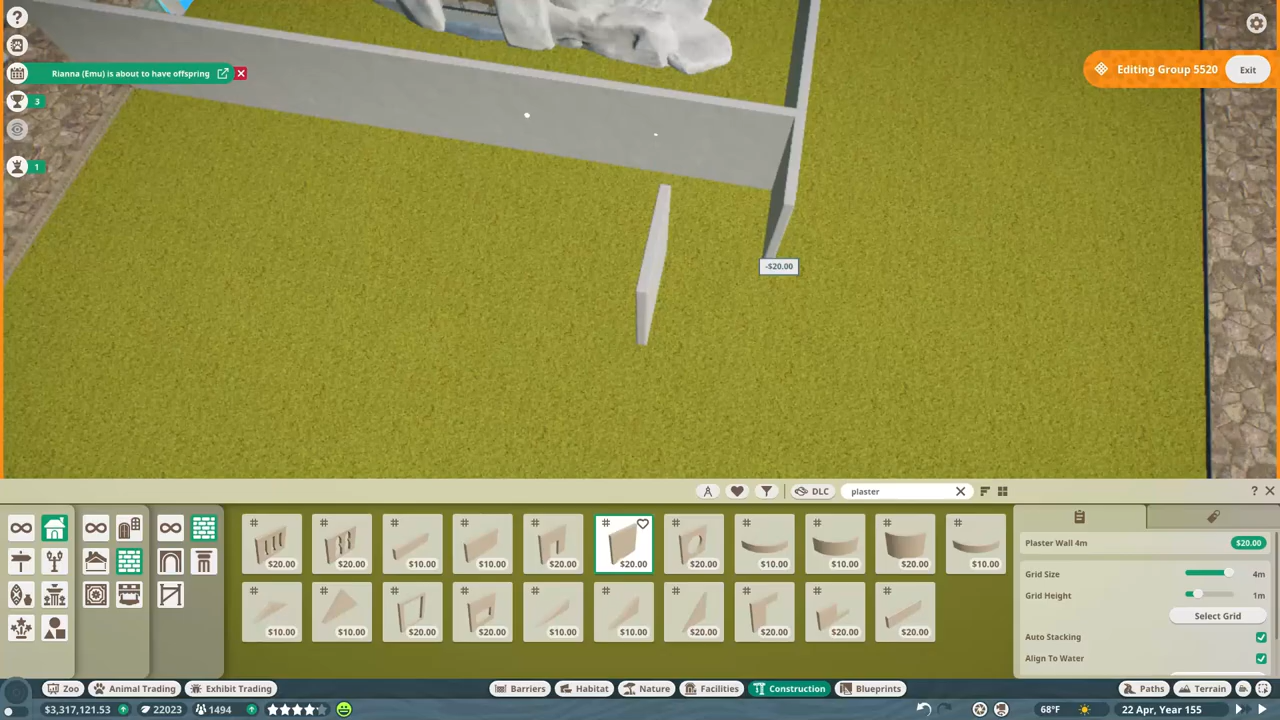 ?
Rianna (Emu) is about to have offspring
3
1
Editing Group 5520
Exit
-$20.00
DLC
plaster
?
$20.00
$20.00
$10.00
$10.00
$20.00
$20.00
$20.00
$10.00
$10.00
$20.00
$10.00
$10.00
$10.00
$20.00
$20.00
$10.00
$10.00
$20.00
$20.00
$20.00
$20.00
Plaster Wall 4m
$20.00
Grid Size
4m
Grid Height
1m
Select Grid
Auto Stacking
Align To Water
Zoo
Animal Trading
Exhibit Trading
Barriers
Habitat
Nature
Facilities
Construction
Blueprints
Paths
Terrain
$3,317,121.53
22023
1494
68°F
22 Apr, Year 155